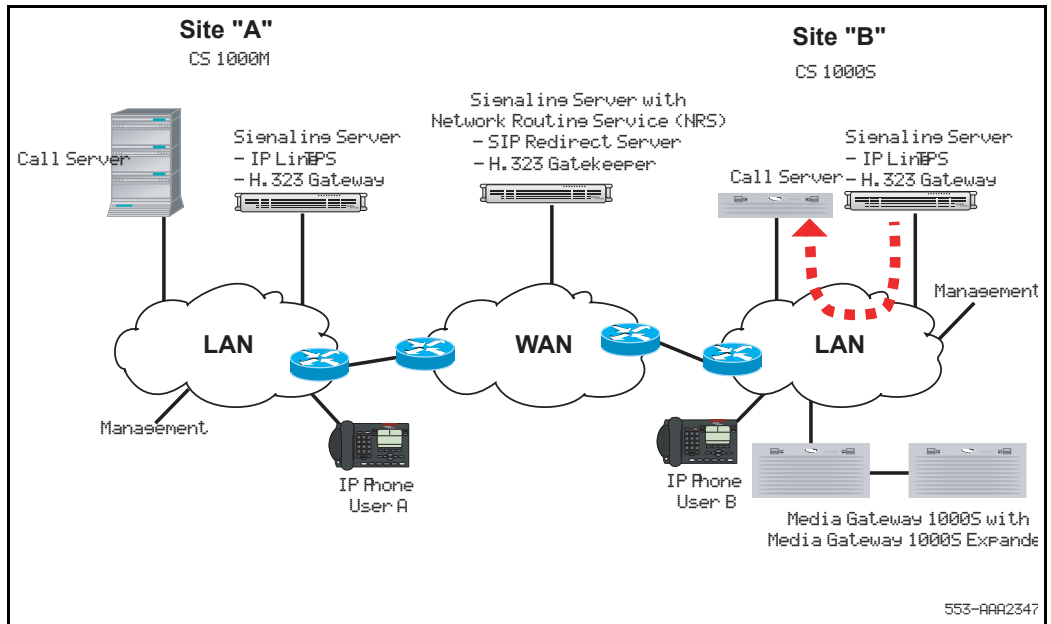 Site "A"
CS 1000M
Site "B"
CS 1000S
Signaling Server with
Network Routing Service (NRS)
- SIP Redirect Server
- H.323 Gatekeeper
Call Server
Signaling Server
- IP Line TPS
- H.323 Gateway
Call Server
Signaling Server
- IP Line TPS
- H.323 Gateway
Management
LAN
WAN
LAN
Management
IP Phone
User A
IP Phone
User B
Media Gateway 1000S with
Media Gateway 1000S Expande
553-AAA2347